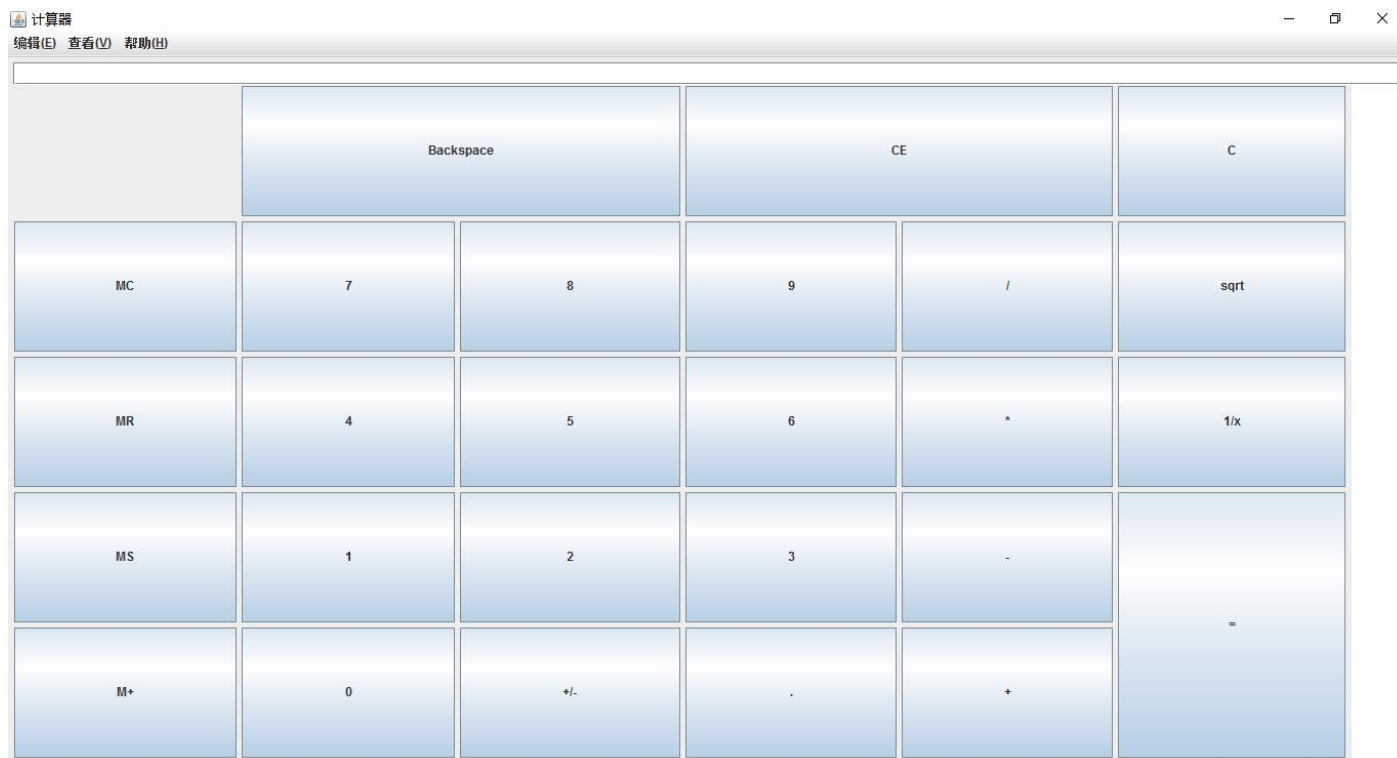 计算器
编辑(E) 查看(V) 帮助(H)
Backspace CE C
MC 7 8 9 / sqrt
MR 4 5 6 * 1/x
MS 1 2 3 -
=
M+ 0 +/- . +